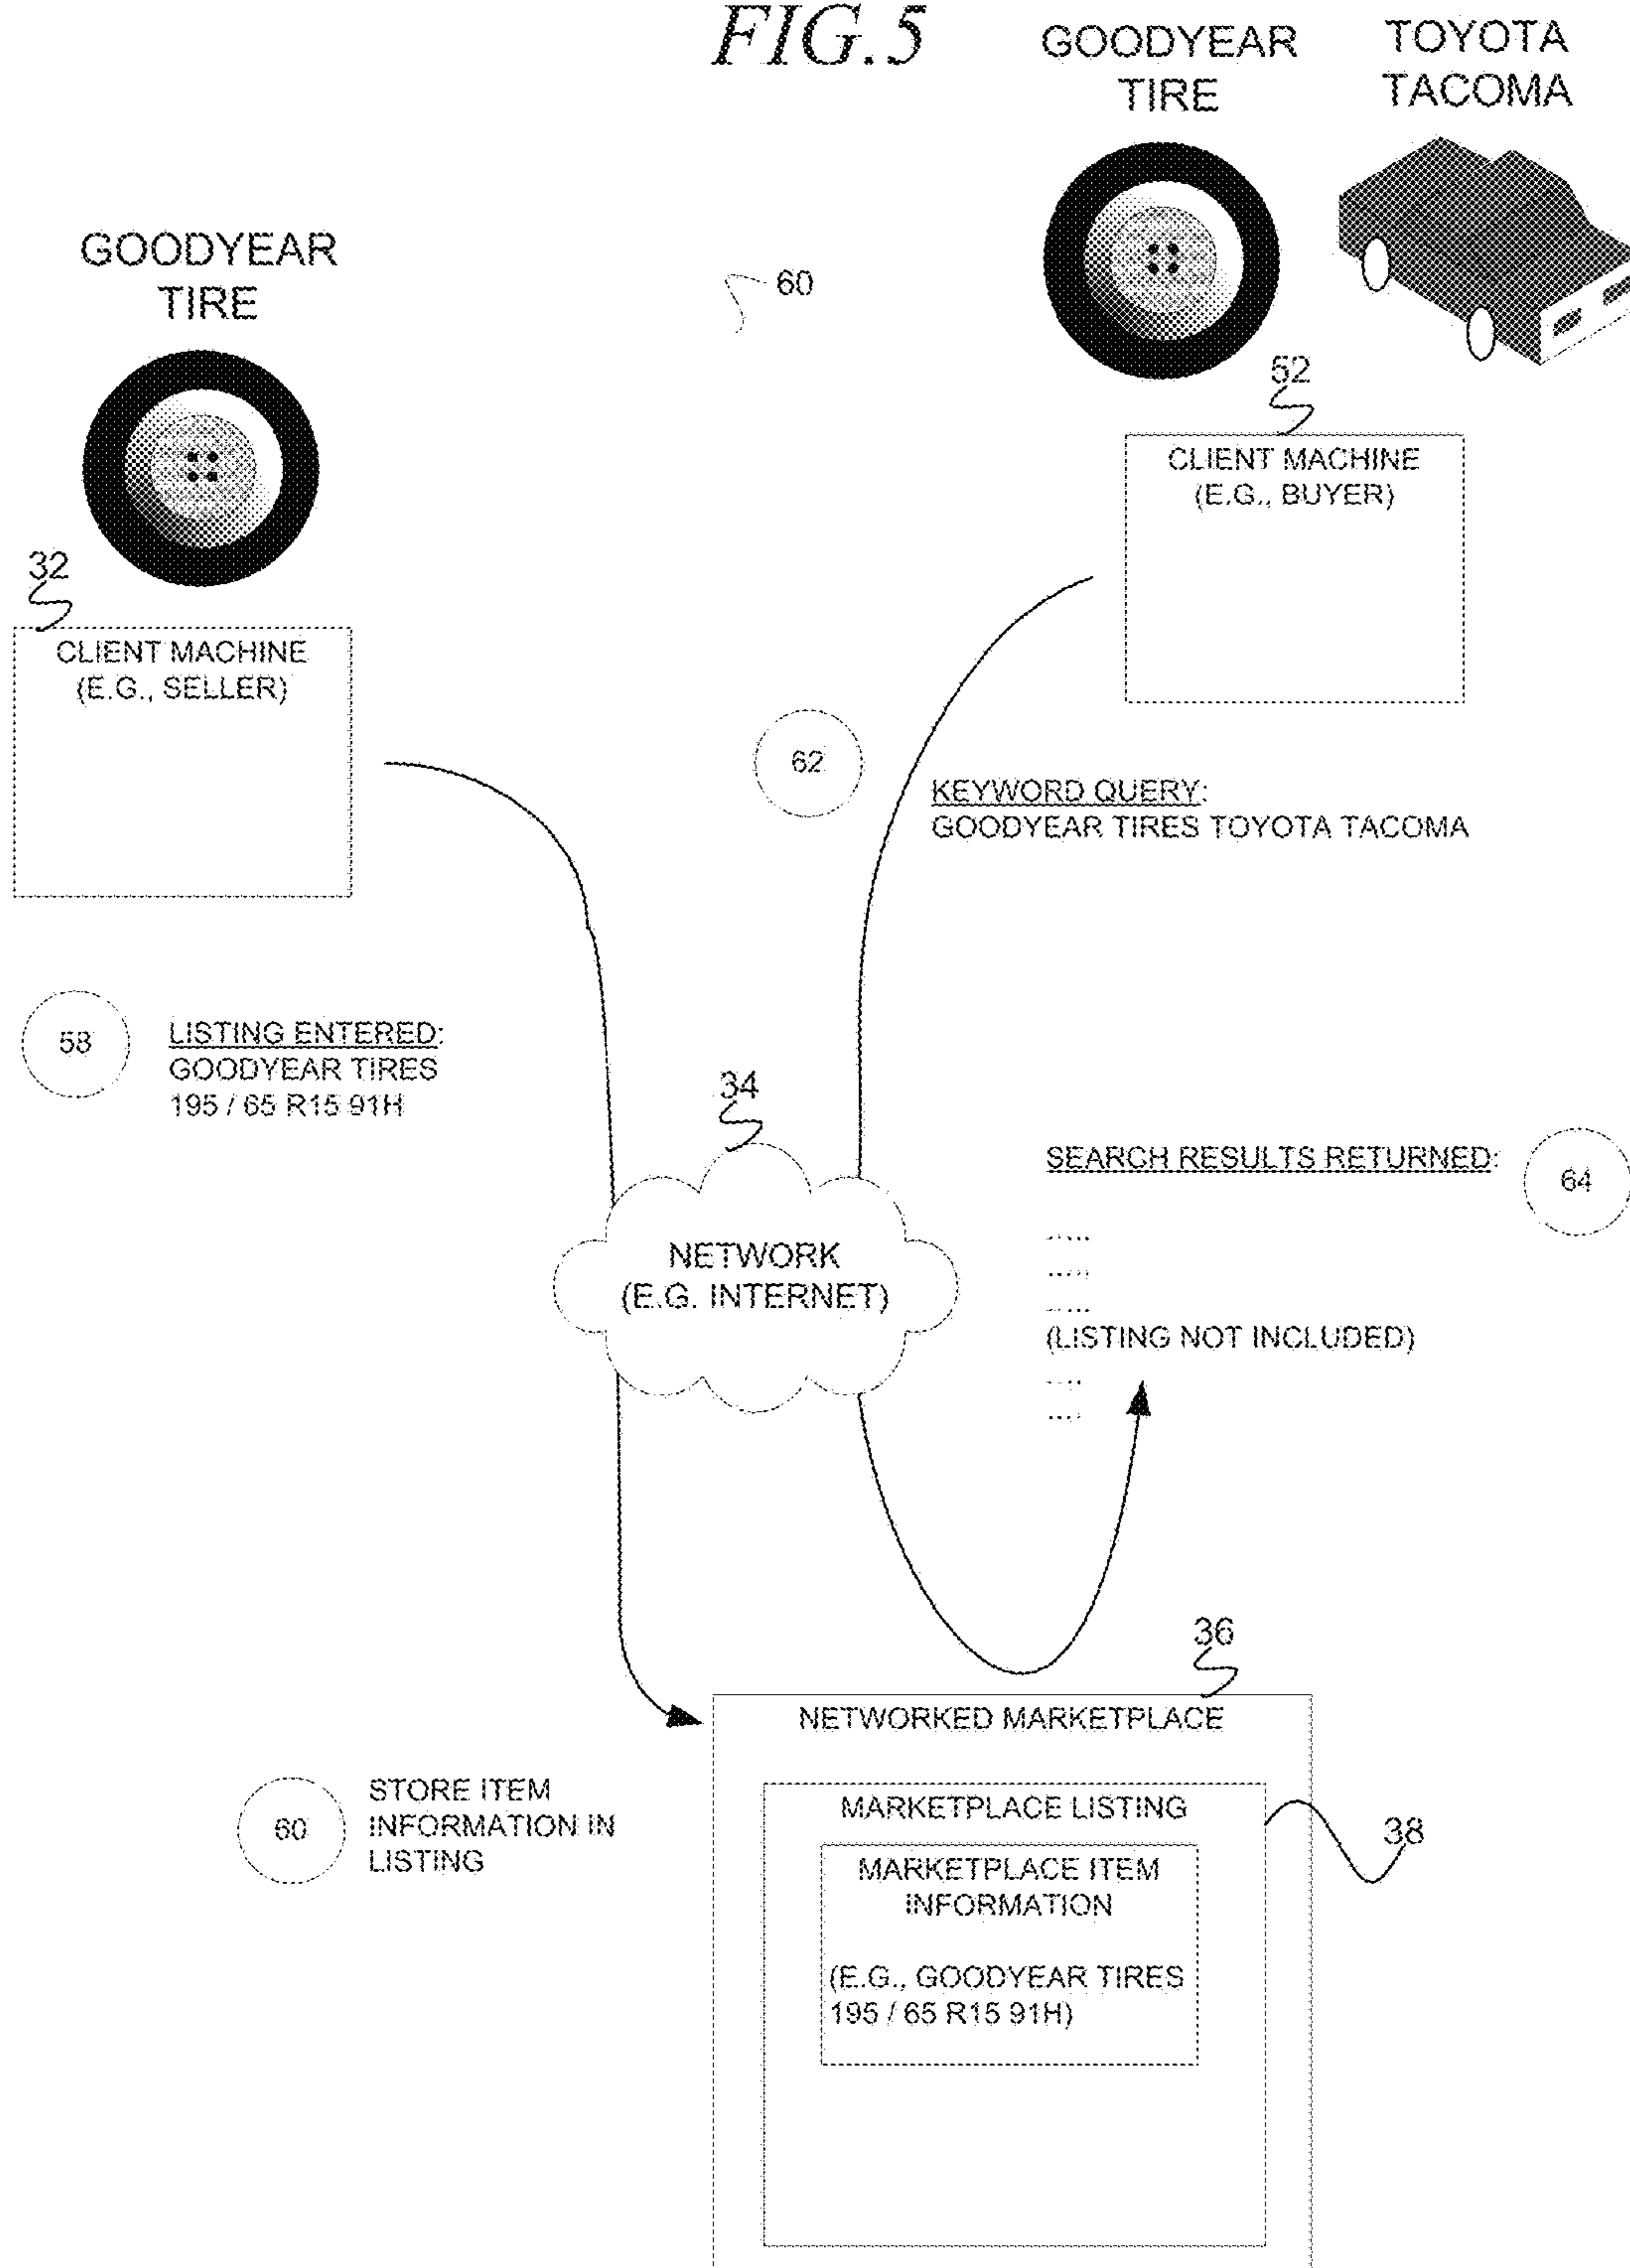 FIG.5
GOODYEAR
TIRE
TOYOTA
TACOMA
GOODYEAR
TIRE
60
52
CLIENT MACHINE
(E.G., BUYER)
32
CLIENT MACHINE
(E.G., SELLER)
62
KEYWORD QUERY:
GOODYEAR TIRES TOYOTA TACOMA
58
LISTING ENTERED:
GOODYEAR TIRES
195 / 65 R15 91H
34
NETWORK
(E.G. INTERNET)
SEARCH RESULTS RETURNED:
64
.....
.....
.....
(LISTING NOT INCLUDED)
.....
.....
36
NETWORKED MARKETPLACE
60
STORE ITEM
INFORMATION IN
LISTING
MARKETPLACE LISTING
38
MARKETPLACE ITEM
INFORMATION
(E.G., GOODYEAR TIRES
195 / 65 R15 91H)